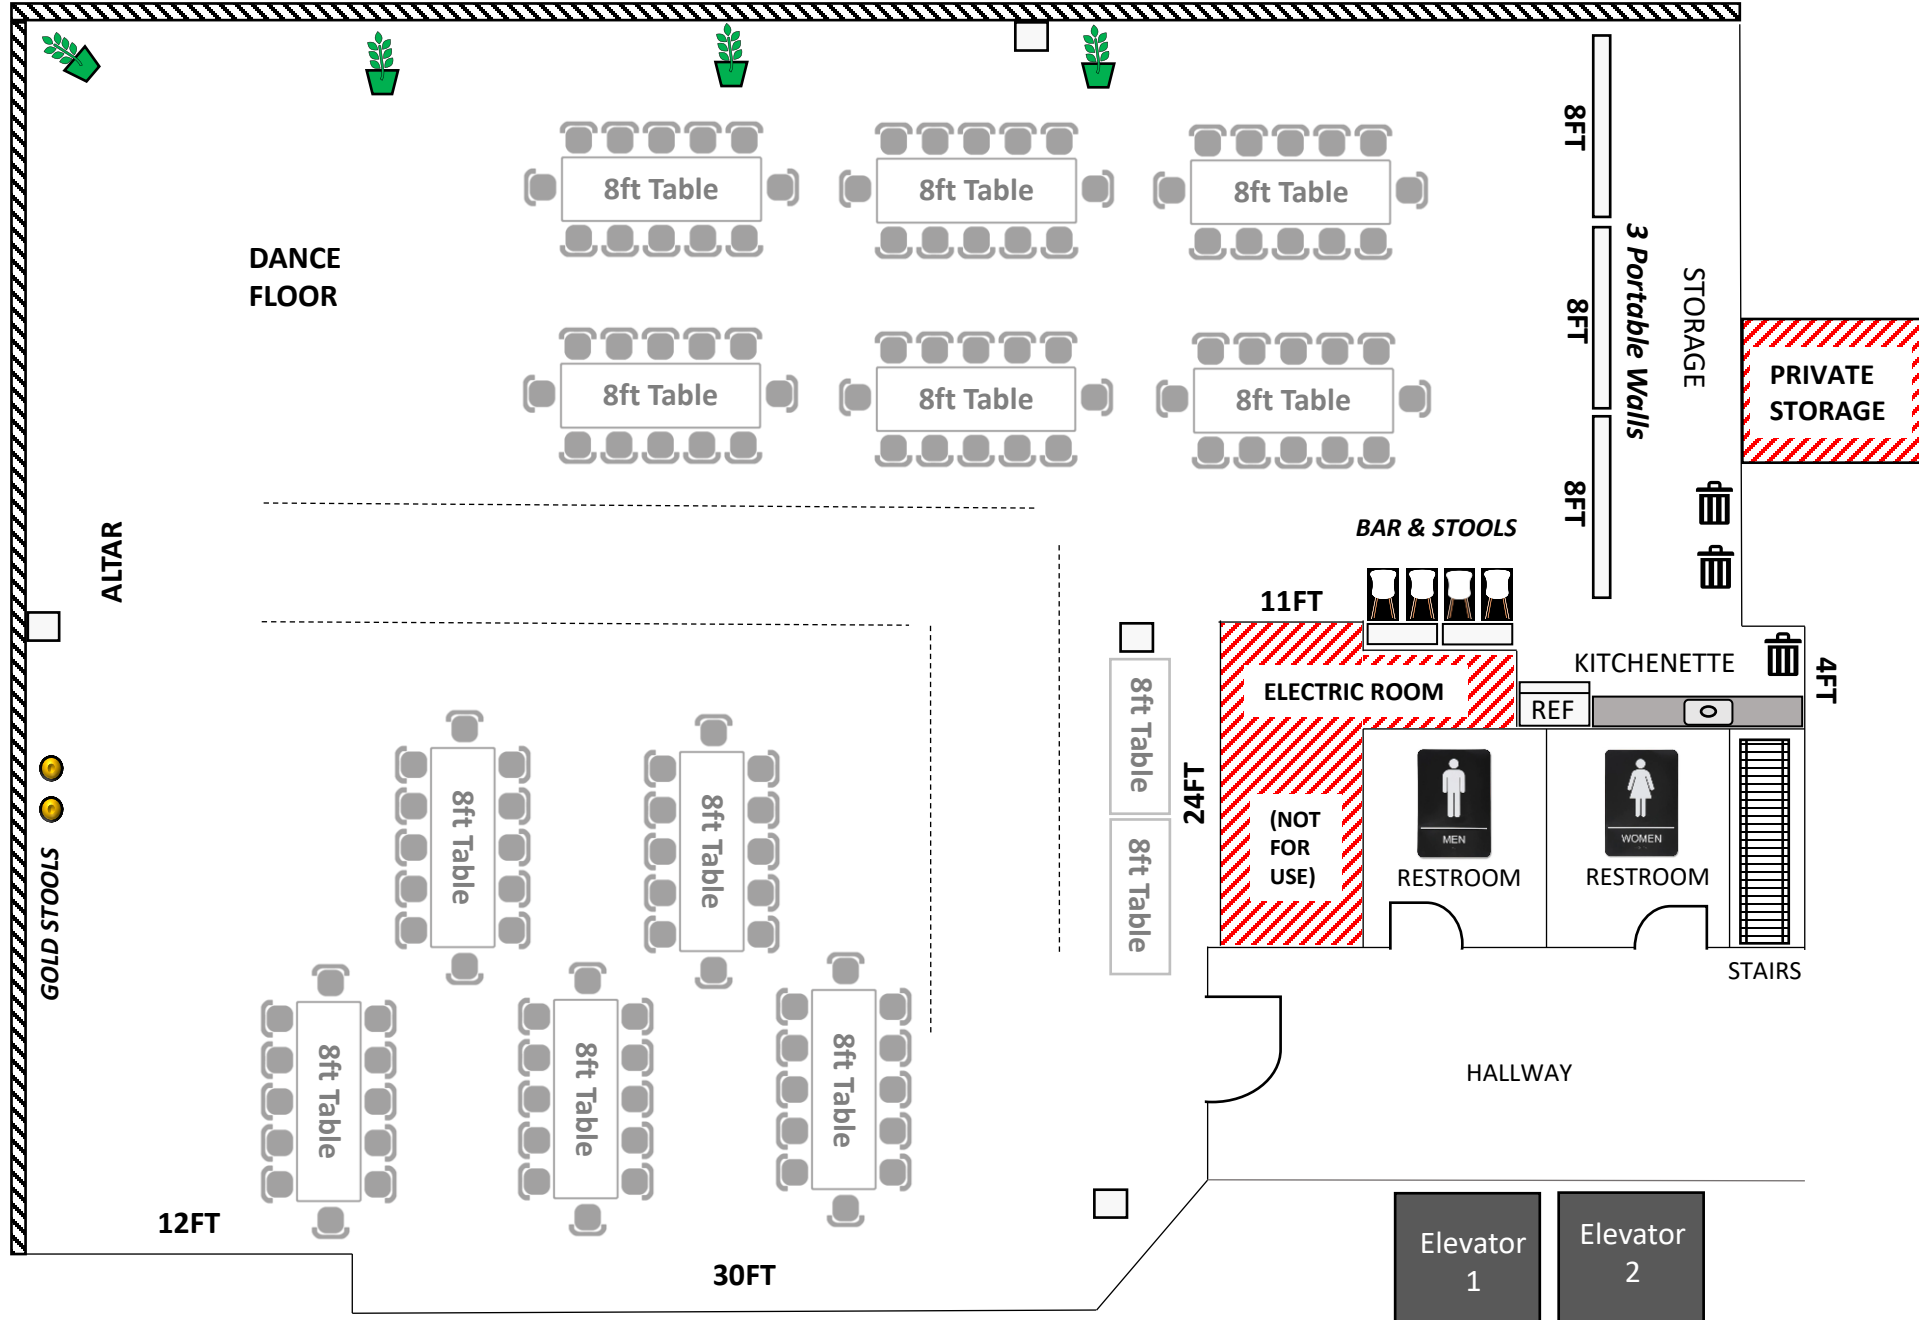 8FT
8ft Table
8ft Table
8ft Table
DANCE
FLOOR
3 Portable Walls
STORAGE
8FT
8ft Table
8ft Table
8ft Table
PRIVATE
STORAGE
8FT
BAR & STOOLS
ALTAR
11FT
KITCHENETTE
4FT
ELECTRIC ROOM
REF
8ft Table
24FT
8ft Table
8ft Table
8ft Table
(NOT
FOR
USE)
MEN
WOMEN
RESTROOM
RESTROOM
GOLD STOOLS
STAIRS
8ft Table
8ft Table
8ft Table
HALLWAY
12FT
30FT
Elevator
1
Elevator
2